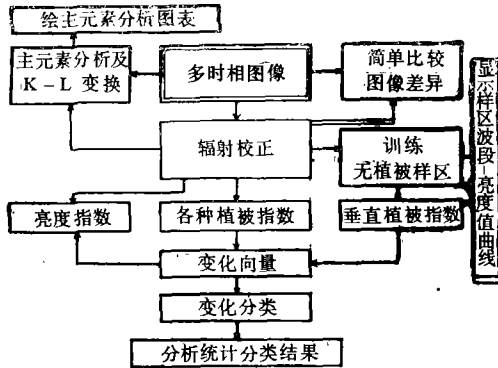 绘主元素分析图表
主元素分析及
K-L 变换
多时相图像
简单比较
图像差异
辐射校正
训练
无植被样区
显示样区波段-亮度值曲线
亮度指数
各种植被指数
垂直植被指数
变化向量
变化分类
分析统计分类结果